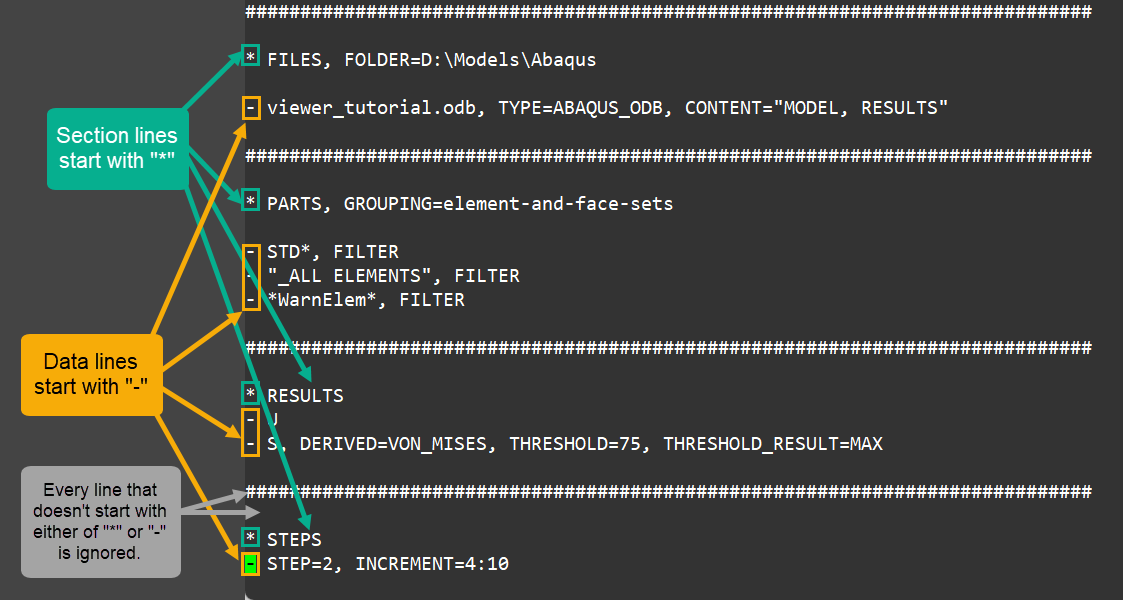 ############################################################################# 
* FILES, FOLDER=D:\Models\Abaqus
- viewer_tutorial.odb, TYPE=ABAQUS_ODB, CONTENT="MODEL, RESULTS"
Section lines
start with "*"
#############################################################################
* PARTS, GROUPING=element-and-face-sets
- STD*, FILTER
- "_ALL ELEMENTS", FILTER
- *WarnElem*, FILTER
#############################################################################
Data lines
start with "-"
* RESULTS
- U
- S, DERIVED=VON_MISES, THRESHOLD=75, THRESHOLD_RESULT=MAX
#############################################################################
Every line that
doesn't start with
either of "*" or "-"
is ignored.
* STEPS
- STEP=2, INCREMENT=4:10